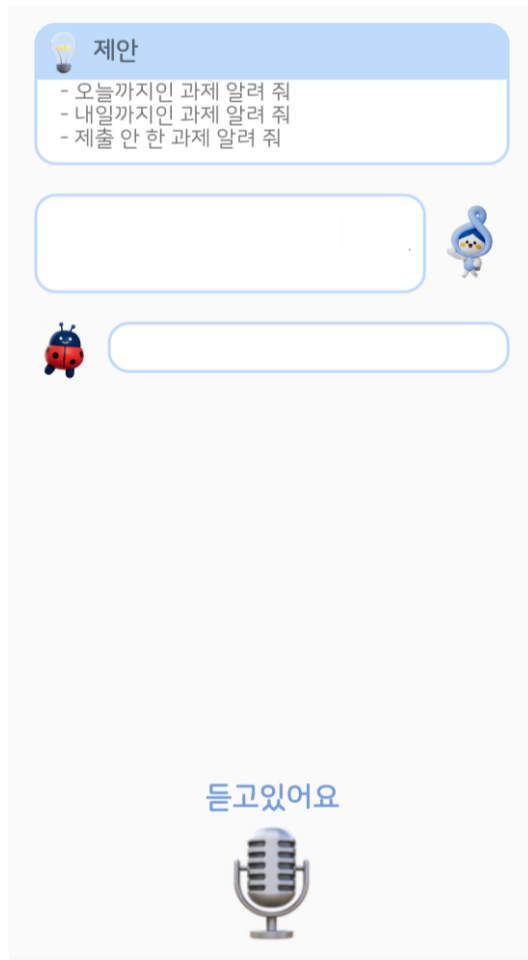 제안
- 오늘까지인 과제 알려 줘
- 내일까지인 과제 알려 줘
- 제출 안 한 과제 알려 줘
듣고있어요